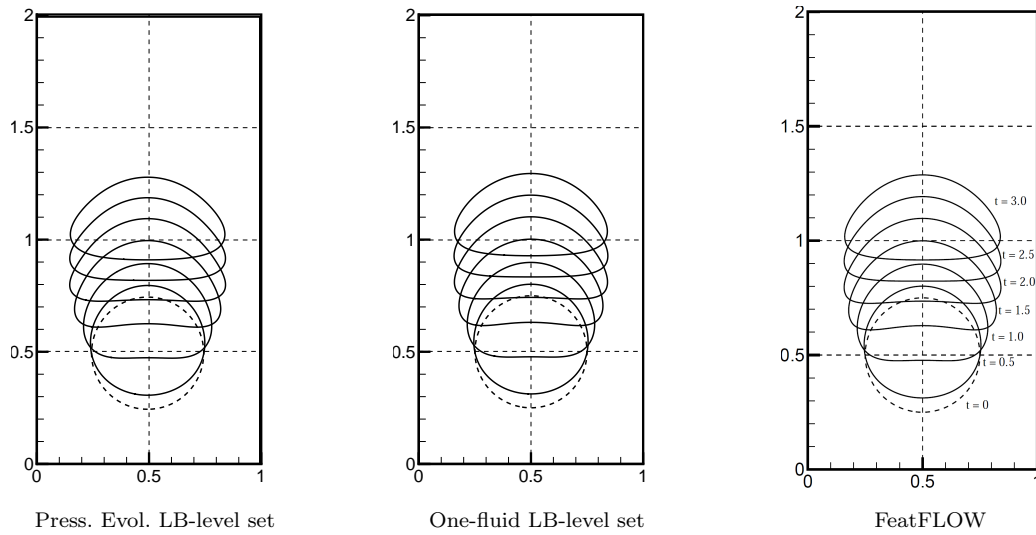 2
1.5
1
0.5
0
0
0.5
1
Press. Evol. LB-level set
2
1.5
1
0.5
0
0
0.5
1
One-fluid LB-level set
2
1.5
1
0.5
0
0
0.5
t = 3.0
t = 2.5
t = 2.0
t = 1.5
t = 1.0
t = 0.5
t = 0
FeatFLOW